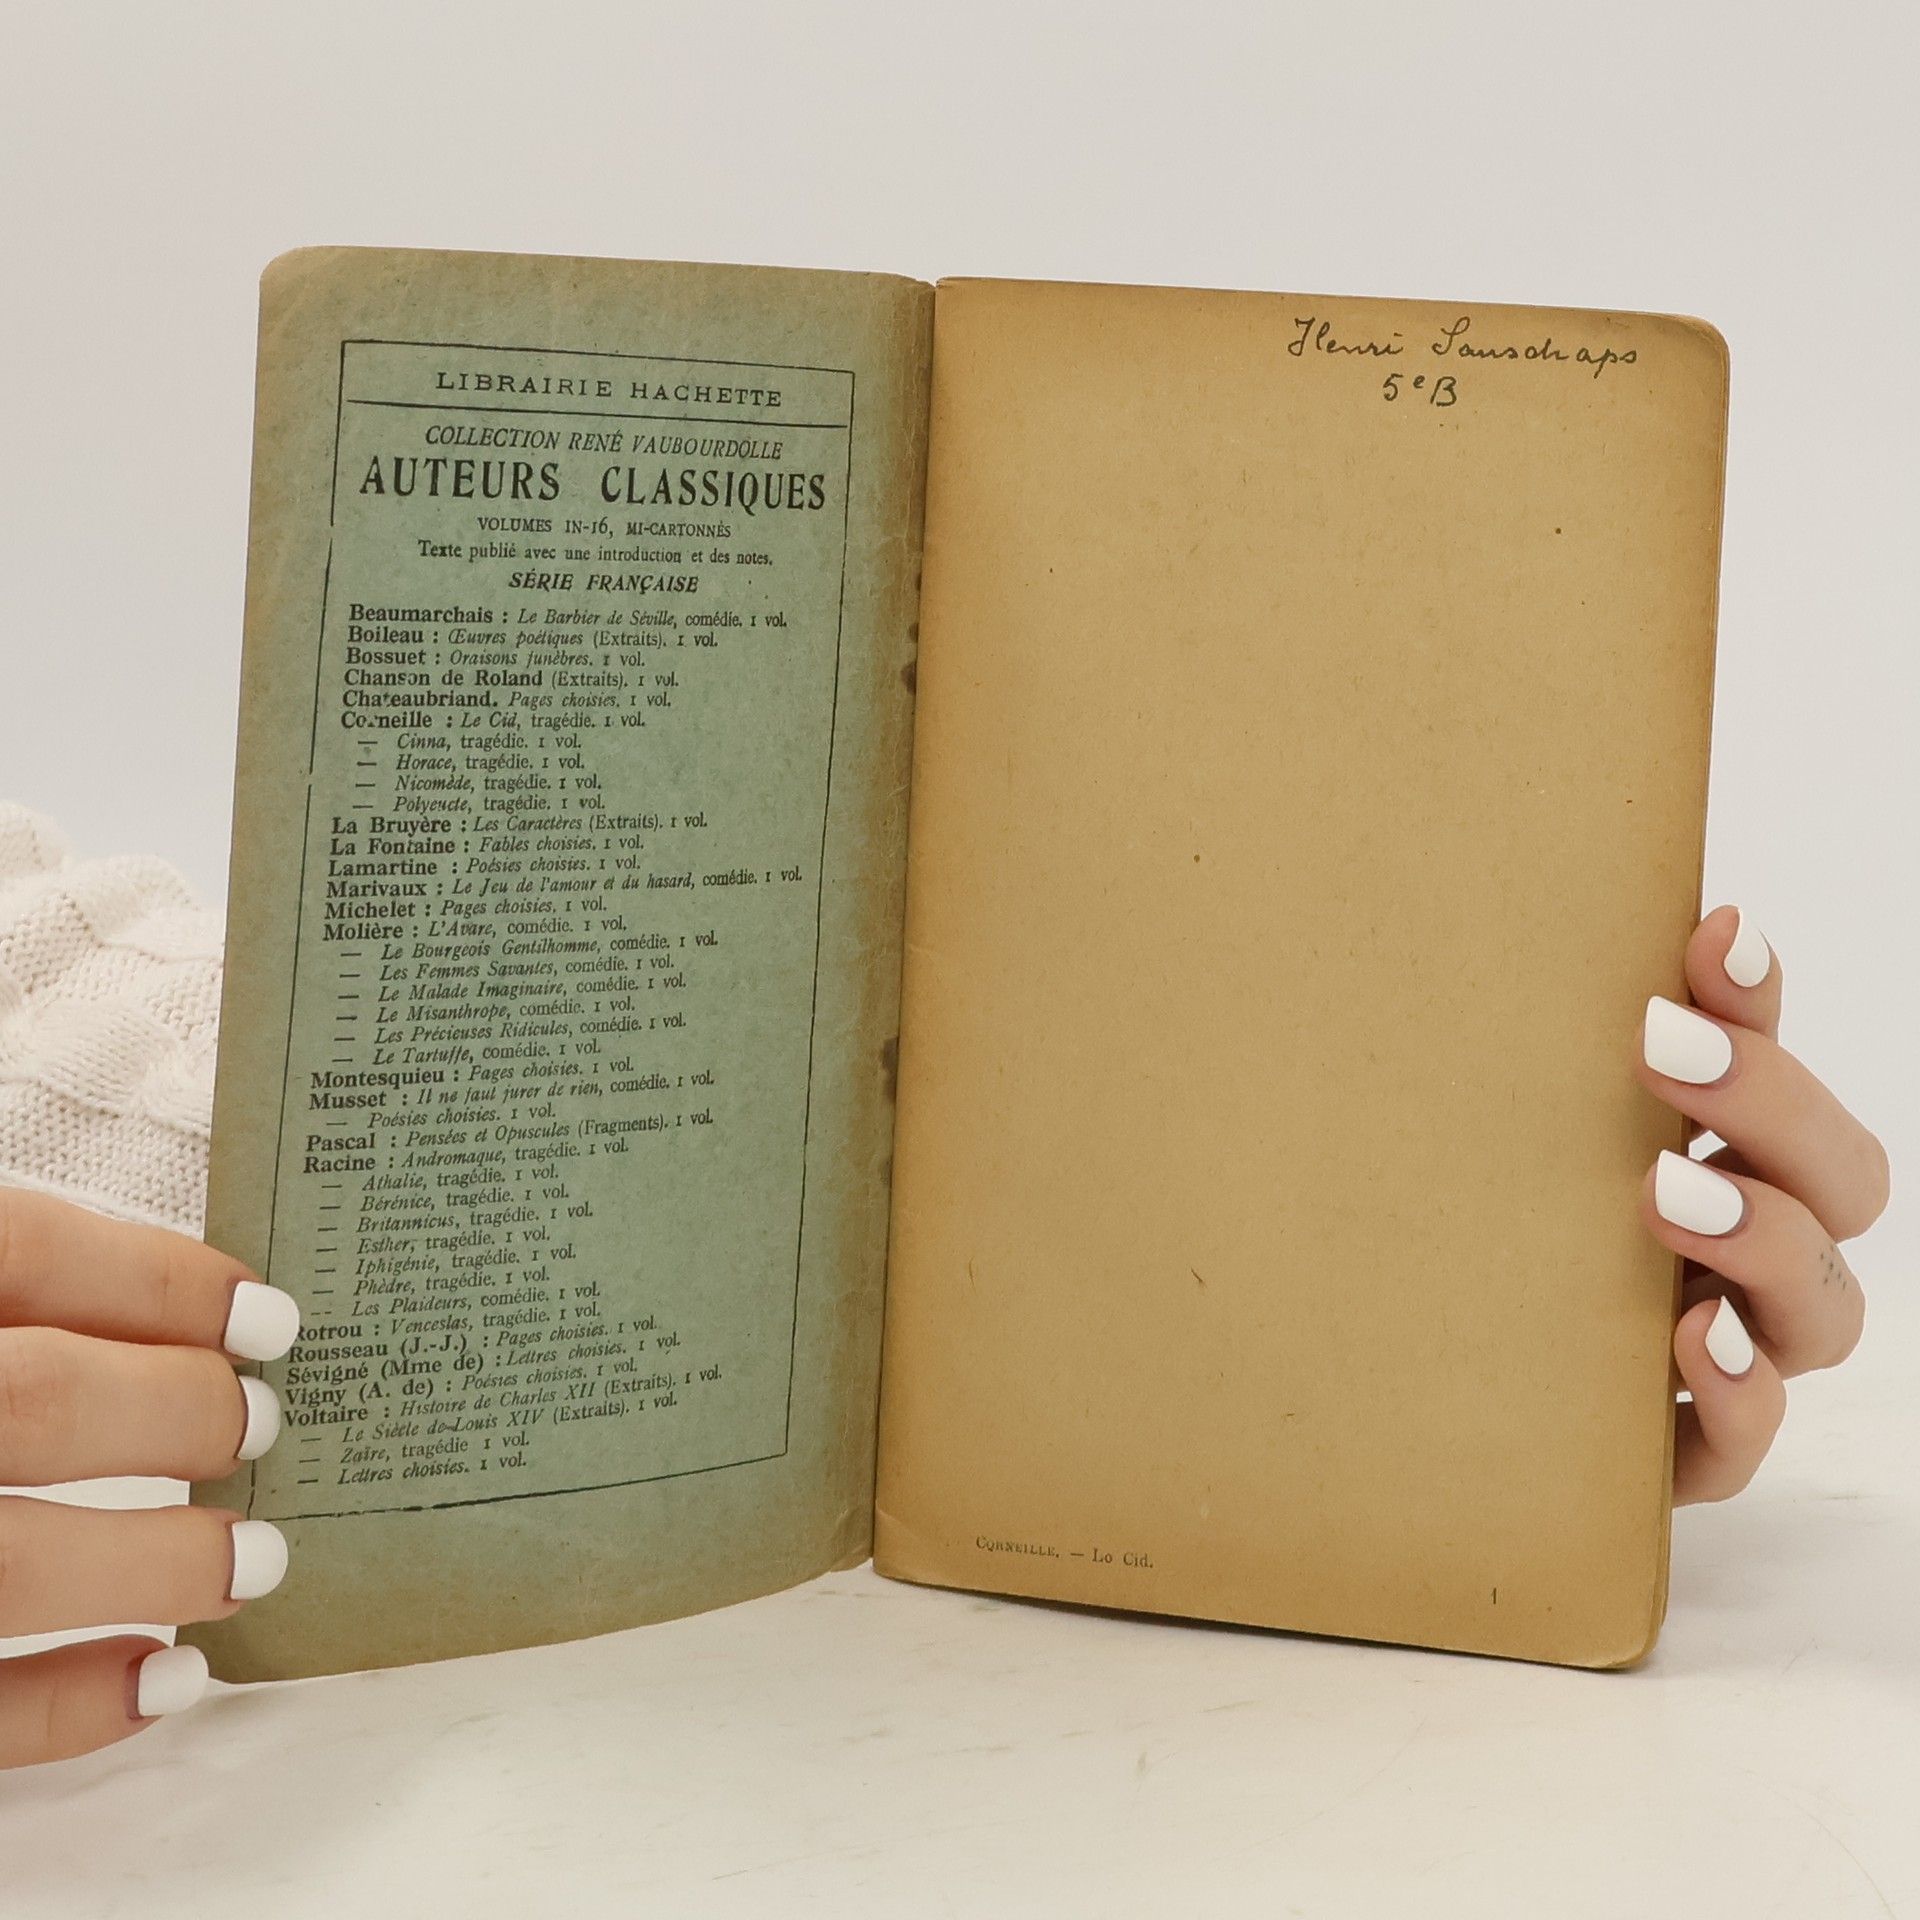 LIBRAIRIE HACHETTE
COLLECTION RENÉ VAUBOURDOLLE
AUTEURS CLASSIQUES
VOLUMES IN-16, MI-CARTONNÉS
Texte publié avec une introduction et des notes.
SÉRIE FRANÇAISE
Beaumarchais : Le Barbier de Séville, comédie. 1 vol.
Boileau : Œuvres poétiques (Extraits). 1 vol.
Bossuet : Oraisons funèbres. 1 vol.
Chanson de Roland (Extraits). 1 vol.
Chateaubriand. Pages choisies. 1 vol.
Corneille : Le Cid, tragédie. 1 vol.
— Cinna, tragédie. 1 vol.
— Horace, tragédie. 1 vol.
— Nicomède, tragédie. 1 vol.
— Polyeucte, tragédie. 1 vol.
La Bruyère : Les Caractères (Extraits). 1 vol.
La Fontaine : Fables choisies. 1 vol.
Lamartine : Poésies choisies. 1 vol.
Marivaux : Le Jeu de l'amour et du hasard, comédie. 1 vol.
Michelet : Pages choisies. 1 vol.
Molière : L'Avare, comédie. 1 vol.
— Le Bourgeois Gentilhomme, comédie. 1 vol.
— Les Femmes Savantes, comédie. 1 vol.
— Le Malade Imaginaire, comédie. 1 vol.
— Le Misanthrope, comédie. 1 vol.
— Les Précieuses Ridicules, comédie. 1 vol.
— Le Tartuffe, comédie. 1 vol.
Montesquieu : Pages choisies. 1 vol.
Musset : Il ne faut jurer de rien, comédie. 1 vol.
— Poésies choisies. 1 vol.
Pascal : Pensées et Opuscules (Fragments). 1 vol.
Racine : Andromaque, tragédie. 1 vol.
— Athalie, tragédie. 1 vol.
— Bérénice, tragédie. 1 vol.
— Britannicus, tragédie. 1 vol.
— Esther, tragédie. 1 vol.
— Iphigénie, tragédie. 1 vol.
— Phèdre, tragédie. 1 vol.
— Les Plaideurs, comédie. 1 vol.
Rotrou : Venceslas, tragédie. 1 vol.
Rousseau (J.-J.) : Pages choisies. 1 vol.
Sévigné (Mme de) : Lettres choisies. 1 vol.
Vigny (A. de) : Poésies choisies. 1 vol.
Voltaire : Histoire de Charles XII (Extraits). 1 vol.
— Le Siècle de Louis XIV (Extraits). 1 vol.
— Zaïre, tragédie 1 vol.
— Lettres choisies. 1 vol.
Henri
5e B
CORNEILLE. — Le Cid.
1